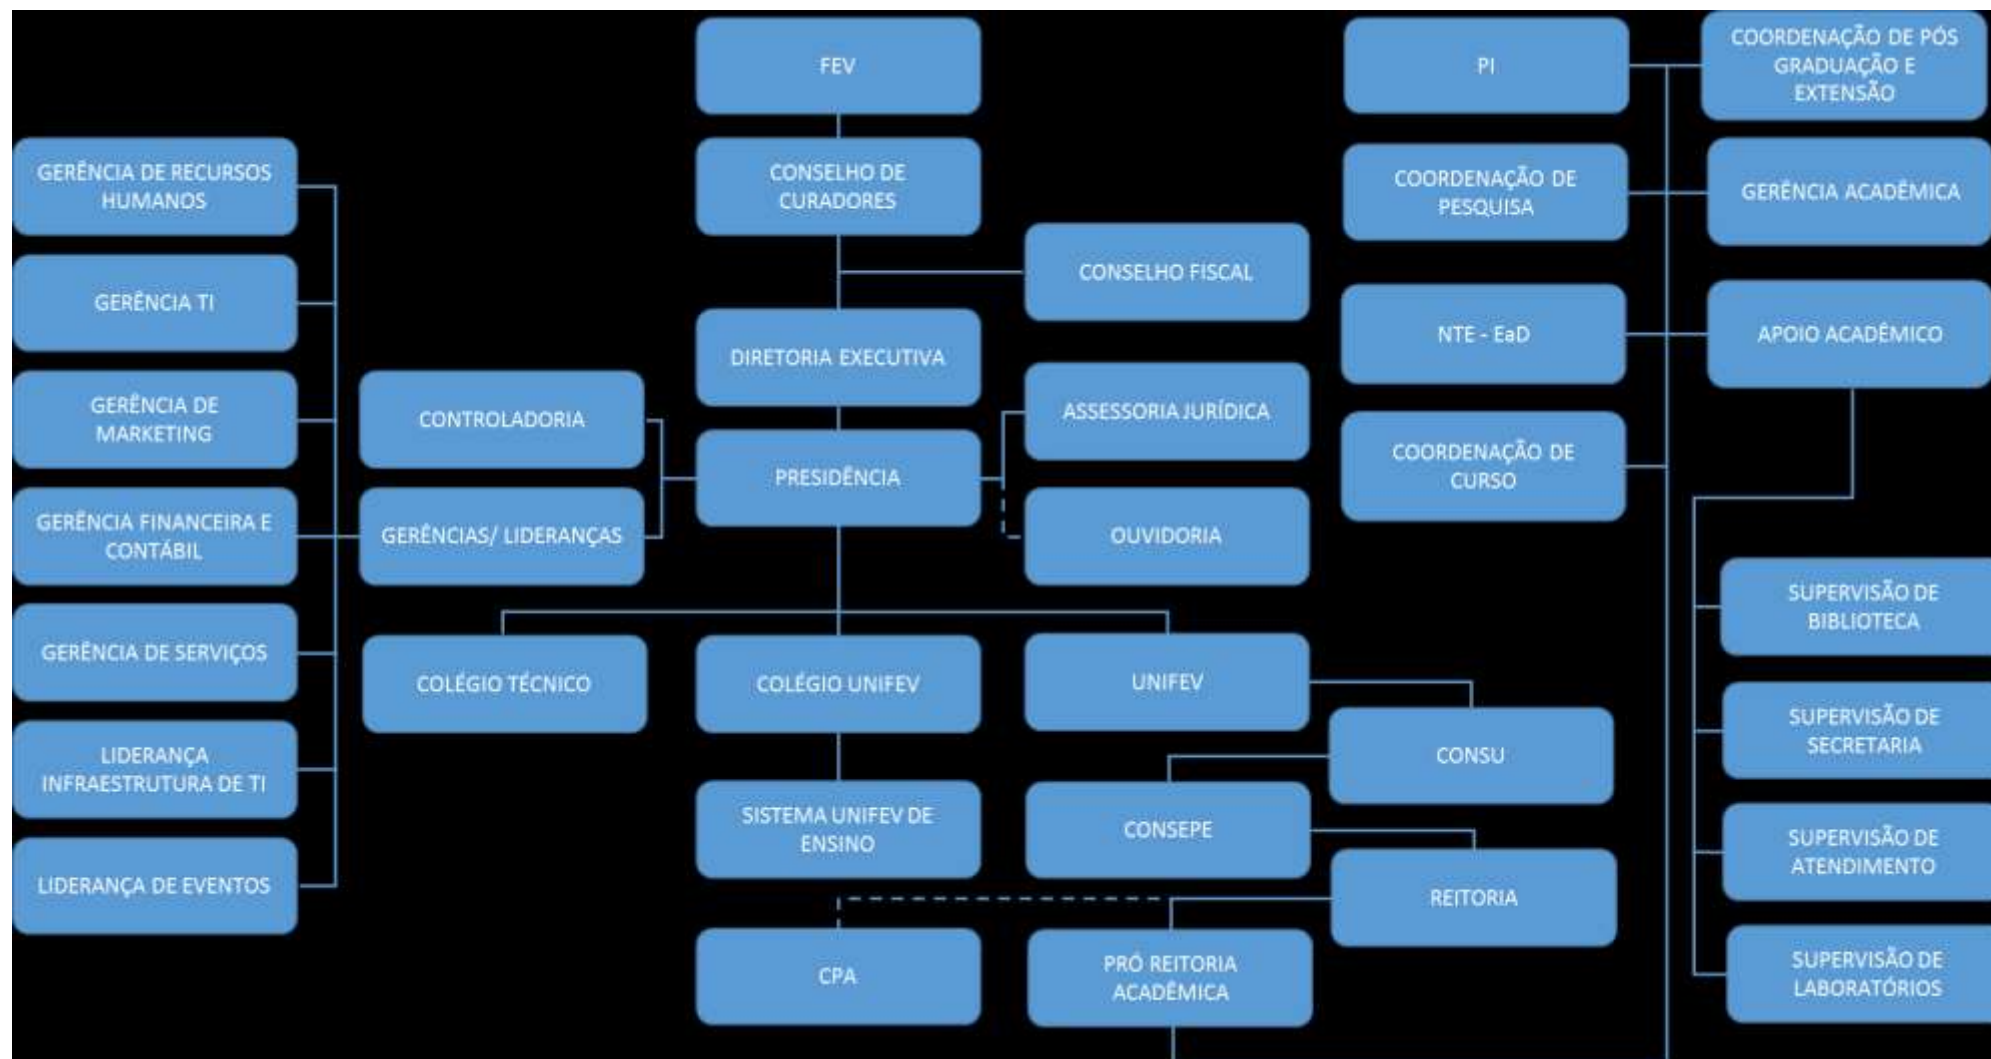 FEV
CONSELHO DE
CURADORES
CONSELHO FISCAL
DIRETORIA EXECUTIVA
ASSESSORIA JURÍDICA
CONTROLADORIA
PRESIDÊNCIA
GERÊNCIAS/ LIDERANÇAS
OUVIDORIA
GERÊNCIA DE RECURSOS
HUMANOS
GERÊNCIA TI
GERÊNCIA DE
MARKETING
GERÊNCIA FINANCEIRA E
CONTÁBIL
GERÊNCIA DE SERVIÇOS
LIDERANÇA
INFRAESTRUTURA DE TI
LIDERANÇA DE EVENTOS
COLÉGIO TÉCNICO
COLÉGIO UNIFEV
UNIFEV
CONSU
SISTEMA UNIFEV DE
ENSINO
CONSEPE
REITORIA
CPA
PRÓ REITORIA
ACADÊMICA
PI
COORDENAÇÃO DE PÓS
GRADUAÇÃO E
EXTENSÃO
COORDENAÇÃO DE
PESQUISA
GERÊNCIA ACADÊMICA
NTE - EaD
APOIO ACADÊMICO
COORDENAÇÃO DE
CURSO
SUPERVISÃO DE
BIBLIOTECA
SUPERVISÃO DE
SECRETARIA
SUPERVISÃO DE
ATENDIMENTO
SUPERVISÃO DE
LABORATÓRIOS